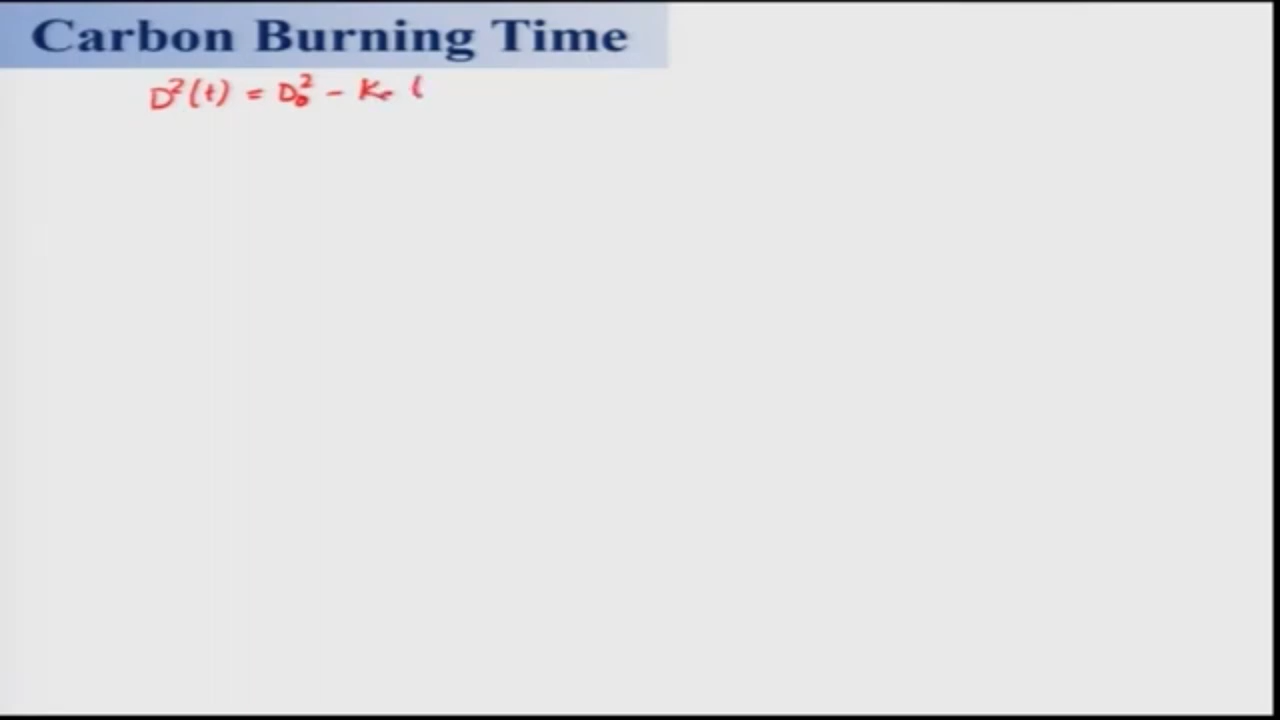 Carbon Burning Time
D²(t) = D₀² - Kc (